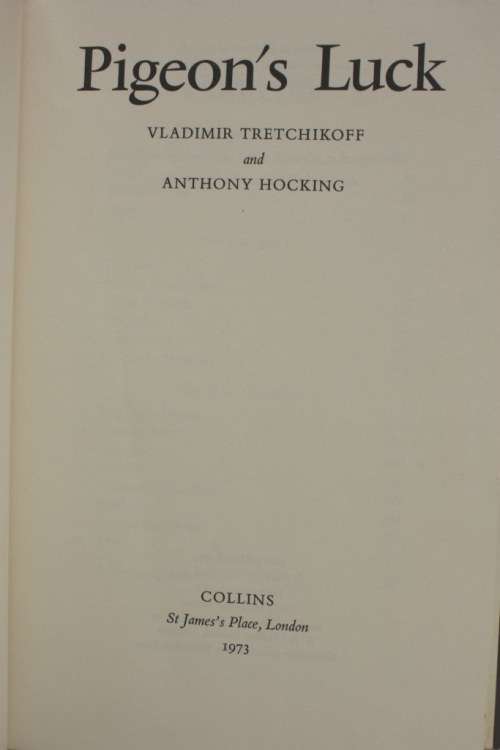 Pigeon's Luck
VLADIMIR TRETCHIKOFF
and
ANTHONY HOCKING
COLLINS
St James's Place, London
1973